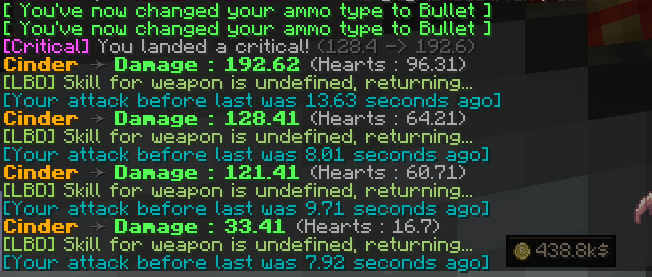 [ You've now changed your ammo type to Bullet ]
[ You've now changed your ammo type to Bullet ]
[Critical] You landed a critical! (128.4 -> 192.6)
Cinder → Damage : 192.62 (Hearts : 96.31)
[LBD] Skill for weapon is undefined, returning...
[Your attack before last was 13.63 seconds ago]
Cinder → Damage : 128.41 (Hearts : 64.21)
[LBD] Skill for weapon is undefined, returning...
[Your attack before last was 8.01 seconds ago]
Cinder → Damage : 121.41 (Hearts : 60.71)
[LBD] Skill for weapon is undefined, returning...
[Your attack before last was 9.71 seconds ago]
Cinder → Damage : 33.41 (Hearts : 16.7)
[LBD] Skill for weapon is undefined, returning...
[Your attack before last was 7.92 seconds ago]
438.8k$